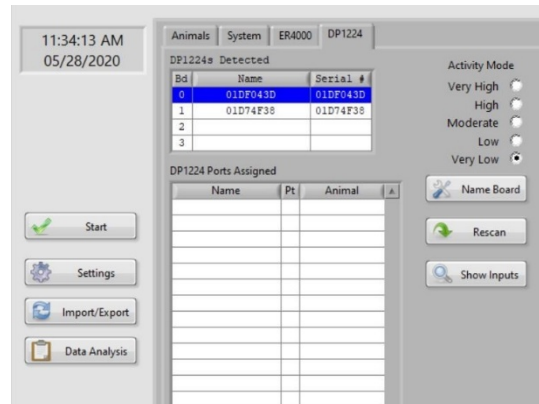 11:34:13 AM
05/28/2020
Animals System ER4000 DP1224
DP1224s Detected
Bd Name Serial #
0 01DF043D 01DF043D
1 01D74F38 01D74F38
2
3
Activity Mode
Very High
High
Moderate
Low
Very Low
DP1224 Ports Assigned
Name Pt Animal
Name Board
Rescan
Show Inputs
Start
Settings
Import/Export
Data Analysis